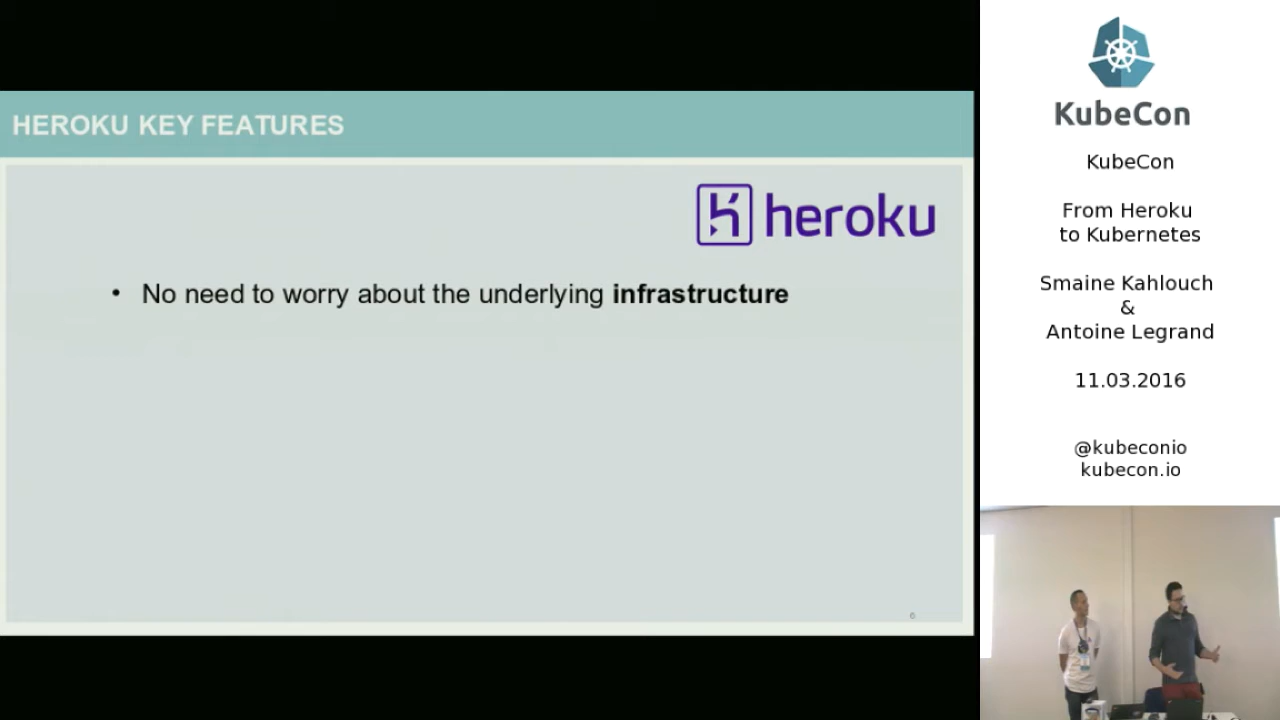 HEROKU KEY FEATURES
heroku
• No need to worry about the underlying infrastructure
6
KubeCon
KubeCon
From Heroku
to Kubernetes
Smaine Kahlouch
&
Antoine Legrand
11.03.2016
@kubeconio
kubecon.io